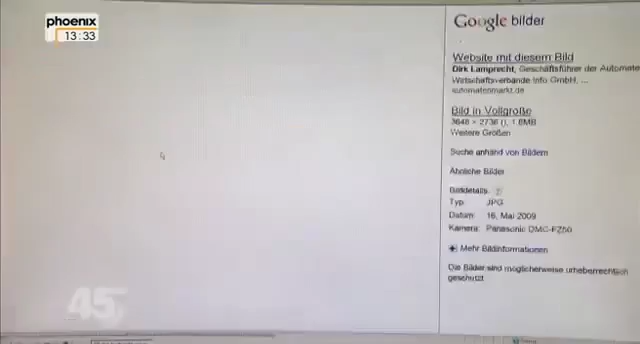 phoenix
13:33
Google bilder
Website mit diesem Bild
Dirk Lamprecht, Geschäftsführer der Automate
Wirtschaftsverbände Info GmbH, ...
automatenmarkt.de
Bild in Vollgröße
3648 × 2736 (), 1.8MB
Weitere Größen
Suche anhand von Bildern
Ähnliche Bilder
Bilddetails
Typ: JPG
Datum: 16. Mai 2009
Kamera: Panasonic DMC-FZ50
Mehr Bildinformationen
Die Bilder sind möglicherweise urheberrechtlich
geschützt.
45